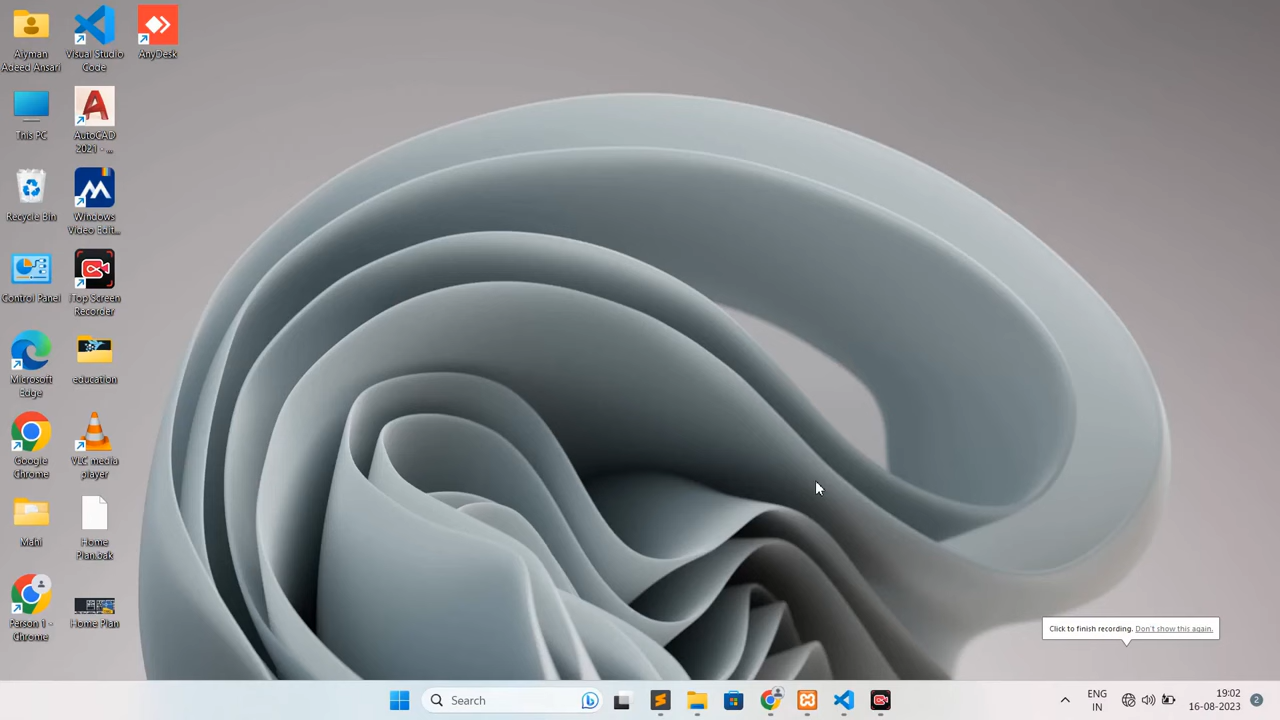 Aiyman
Adeed Ansari
Visual Studio
Code
AnyDesk
This PC
AutoCAD
2021 - ...
Recycle Bin
Windows
Video Edit...
Control Panel
iTop Screen
Recorder
Microsoft
Edge
education
Google
Chrome
VLC media
player
Mahi
Home
Plan.bak
Person 1 -
Chrome
Home Plan
Click to finish recording. Don't show this again.
Search
ENG
IN
19:02
16-08-2023
2